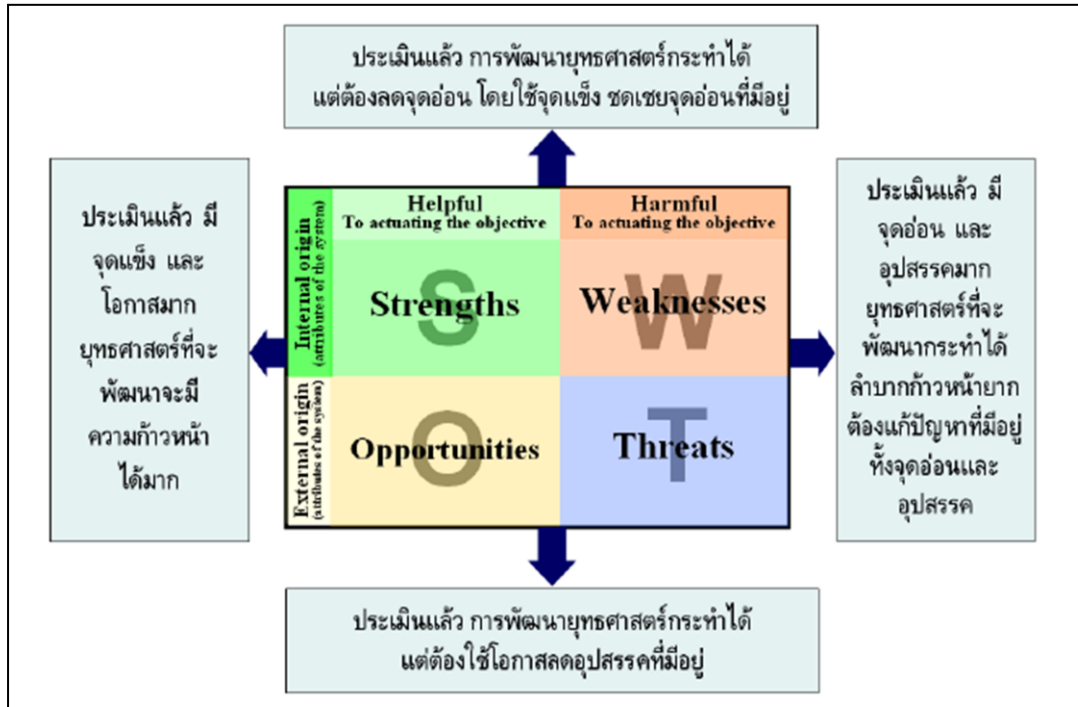 ประเมินแล้ว การพัฒนายุทธศาสตร์กระทำได้
แต่ต้องลดจุดอ่อน โดยใช้จุดแข็ง ชดเชยจุดอ่อนที่มีอยู่
ประเมินแล้ว มี
จุดแข็ง และ
โอกาสมาก
ยุทธศาสตร์ที่จะ
พัฒนาจะมี
ความก้าวหน้า
ได้มาก
Helpful
To actuating the objective
Harmful
To actuating the objective
Internal origin
(attributes of the system)
S
Strengths
W
Weaknesses
External origin
(attributes of the system)
O
Opportunities
T
Threats
ประเมินแล้ว มี
จุดอ่อน และ
อุปสรรคมาก
ยุทธศาสตร์ที่จะ
พัฒนากระทำได้
ลำบากก้าวหน้ายาก
ต้องแก้ปัญหาที่มีอยู่
ทั้งจุดอ่อนและ
อุปสรรค
ประเมินแล้ว การพัฒนายุทธศาสตร์กระทำได้
แต่ต้องใช้โอกาสลดอุปสรรคที่มีอยู่